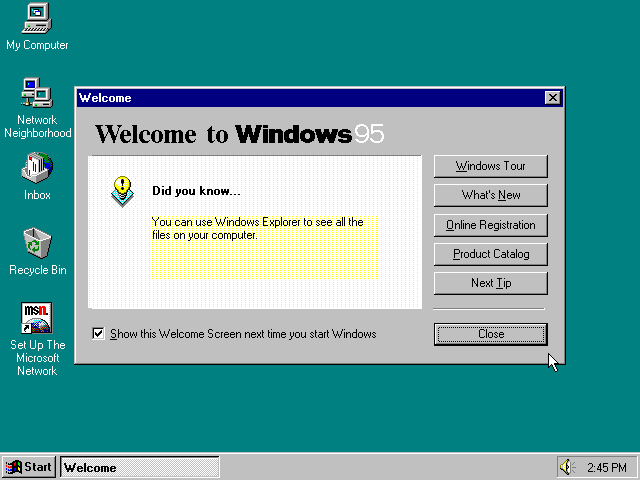 My Computer
Network
Neighborhood
Inbox
Recycle Bin
msn.
Set Up The
Microsoft
Network
Welcome
Welcome to Windows 95
Did you know...
You can use Windows Explorer to see all the
files on your computer.
Windows Tour
What's New
Online Registration
Product Catalog
Next Tip
Show this Welcome Screen next time you start Windows
Close
Start
Welcome
2:45 PM